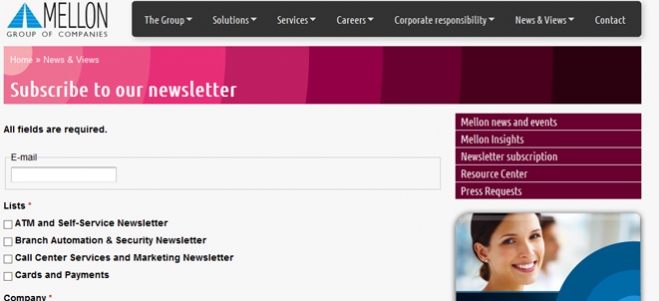 MELLON
GROUP OF COMPANIES
The Group Solutions Services Careers Corporate responsibility News & Views Contact
Home » News & Views
Subscribe to our newsletter
All fields are required.
E-mail
Lists *
ATM and Self-Service Newsletter
Branch Automation & Security Newsletter
Call Center Services and Marketing Newsletter
Cards and Payments
Company *
Mellon news and events
Mellon Insights
Newsletter subscription
Resource Center
Press Requests